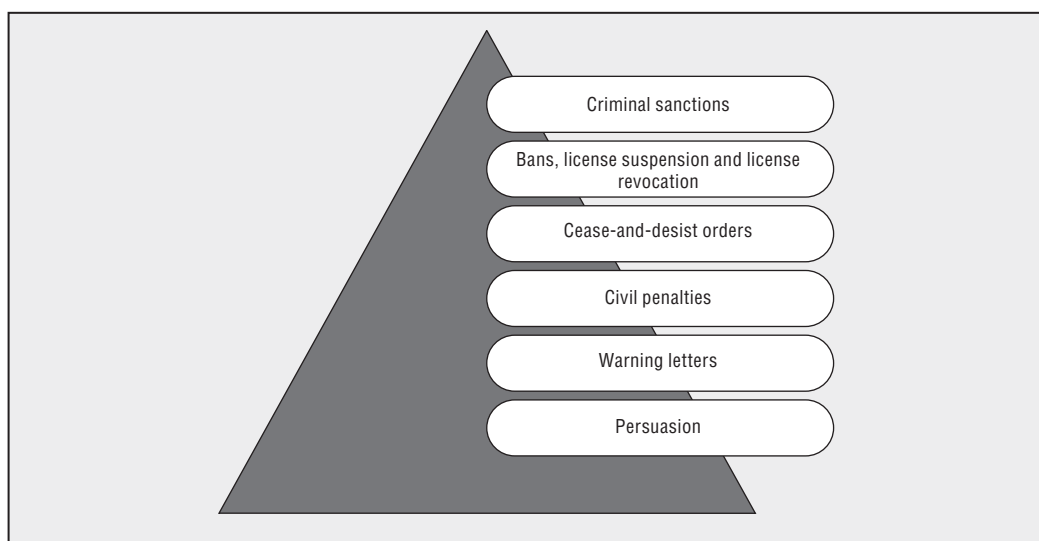 Criminal sanctions
Bans, license suspension and license
revocation
Cease-and-desist orders
Civil penalties
Warning letters
Persuasion